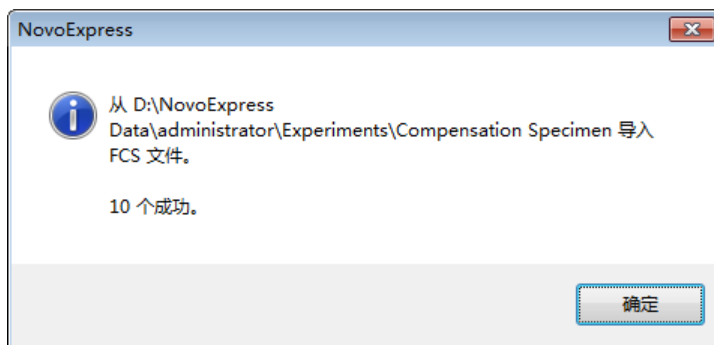 NovoExpress
从 D:\NovoExpress
Data\administrator\Experiments\Compensation Specimen 导入
FCS 文件。
10 个成功。
确定